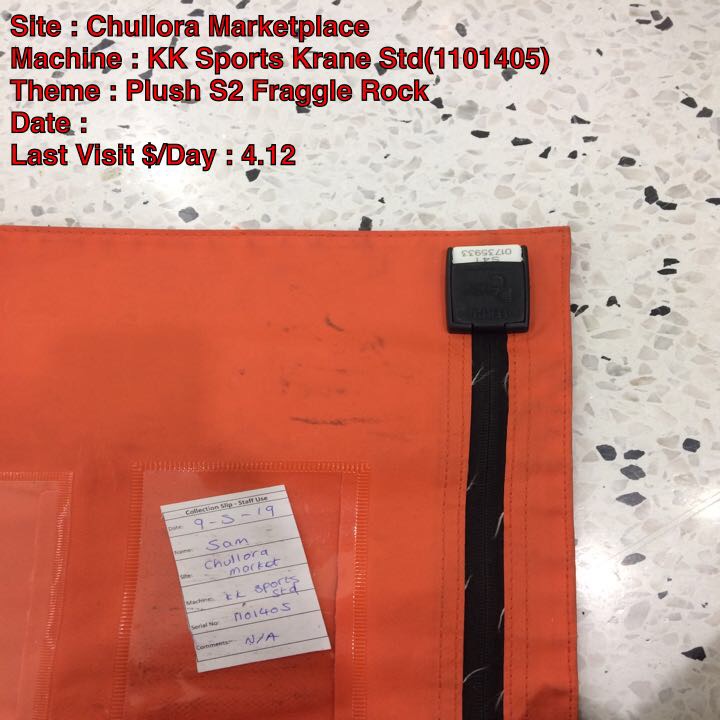 Site : Chullora Marketplace
Machine : KK Sports Krane Std(1101405)
Theme : Plush S2 Fraggle Rock
Date :
Last Visit $/Day : 4.12
S41
01735933
Collection Slip - Staff Use
Date: 9-5-19
Name: Sam
Site: Chullora
market
Machine: KK Sports
Std
Serial No: 1101405
Comments: N/A